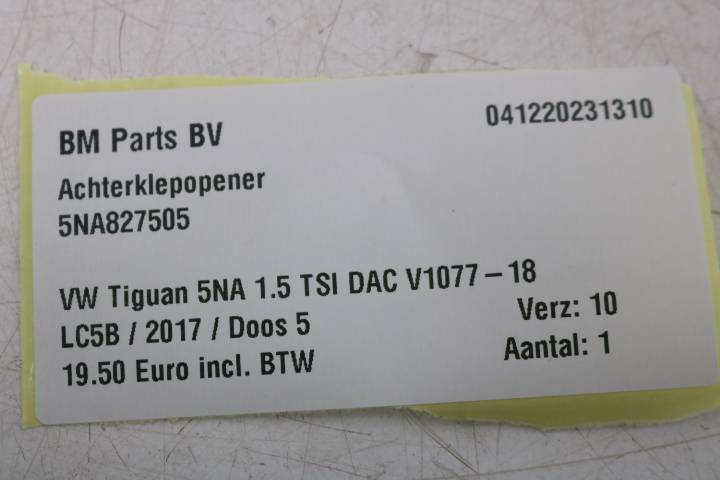 BM Parts BV
041220231310
Achterklepopener
5NA827505
VW Tiguan 5NA 1.5 TSI DAC V1077 – 18
LC5B / 2017 / Doos 5
Verz: 10
19.50 Euro incl. BTW
Aantal: 1